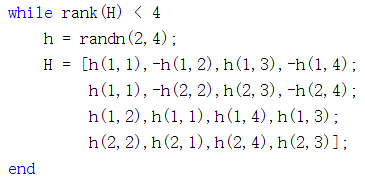 while rank(H) < 4
h = randn(2,4);
H = [h(1,1),-h(1,2),h(1,3),-h(1,4);
h(1,1),-h(2,2),h(2,3),-h(2,4);
h(1,2),h(1,1),h(1,4),h(1,3);
h(2,2),h(2,1),h(2,4),h(2,3)];
end